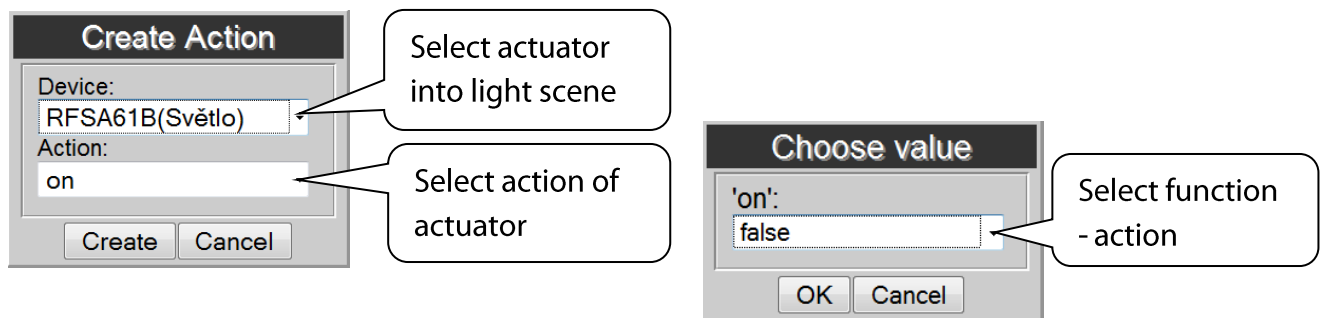 Create Action
Device:
RFSA61B(Světlo)
Action:
on
Create Cancel
Select actuator
into light scene
Select action of
actuator
Choose value
'on':
false
OK Cancel
Select function
- action